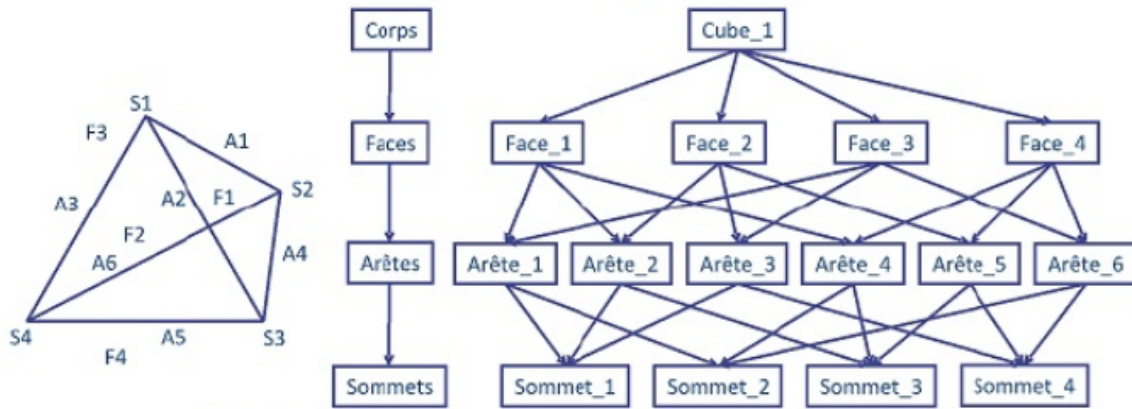 S1
F3
A1
S2
A3
A2
F1
F2
A4
A6
S4
A5
S3
F4
Corps
Faces
Arêtes
Sommets
Cube_1
Face_1
Face_2
Face_3
Face_4
Arête_1
Arête_2
Arête_3
Arête_4
Arête_5
Arête_6
Sommet_1
Sommet_2
Sommet_3
Sommet_4